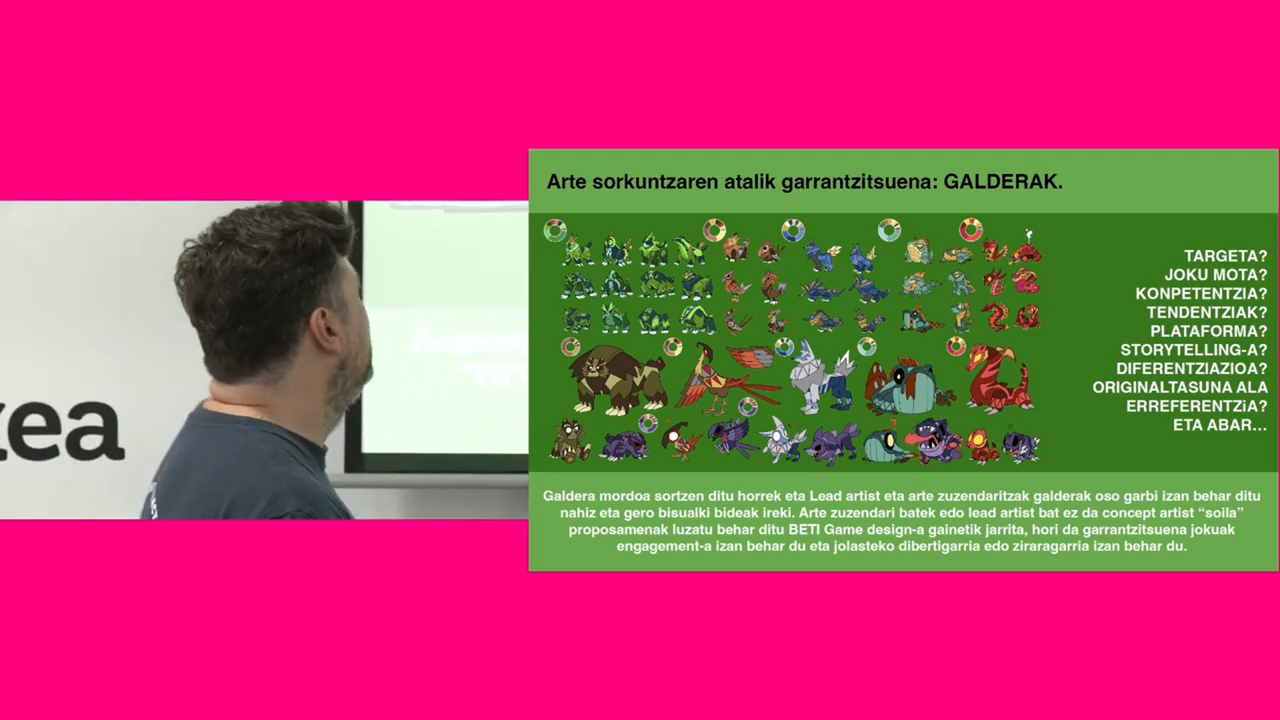 Arte sorkuntzaren atalik garrantzitsuena: GALDERAK.
TARGETA?
JOKU MOTA?
KONPETENTZIA?
TENDENTZIAK?
PLATAFORMA?
STORYTELLING-A?
DIFERENTZIAZIOA?
ORIGINALTASUNA ALA
ERREFERENTZiA?
ETA ABAR...
Galdera mordoa sortzen ditu horrek eta Lead artist eta arte zuzendaritzak galderak oso garbi izan behar ditu
nahiz eta gero bisualki bideak ireki. Arte zuzendari batek edo lead artist bat ez da concept artist “soila”
proposamenak luzatu behar ditu BETI Game design-a gainetik jarrita, hori da garrantzitsuena jokuak
engagement-a izan behar du eta jolasteko dibertigarria edo ziraragarria izan behar du.